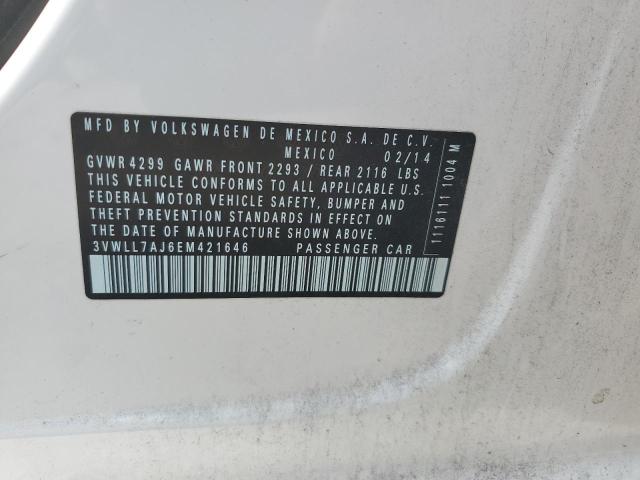 MFD BY VOLKSWAGEN DE MEXICO S.A. DE C.V.
MEXICO 02/14
GVWR 4299 GAWR FRONT 2293 / REAR 2116 LBS
THIS VEHICLE CONFORMS TO ALL APPLICABLE U.S.
FEDERAL MOTOR VEHICLE SAFETY, BUMPER AND
THEFT PREVENTION STANDARDS IN EFFECT ON
THE DATE OF MANUFACTURE SHOWN ABOVE.
3VWLL7AJ6EM421646 PASSENGER CAR
1116111 1004 M